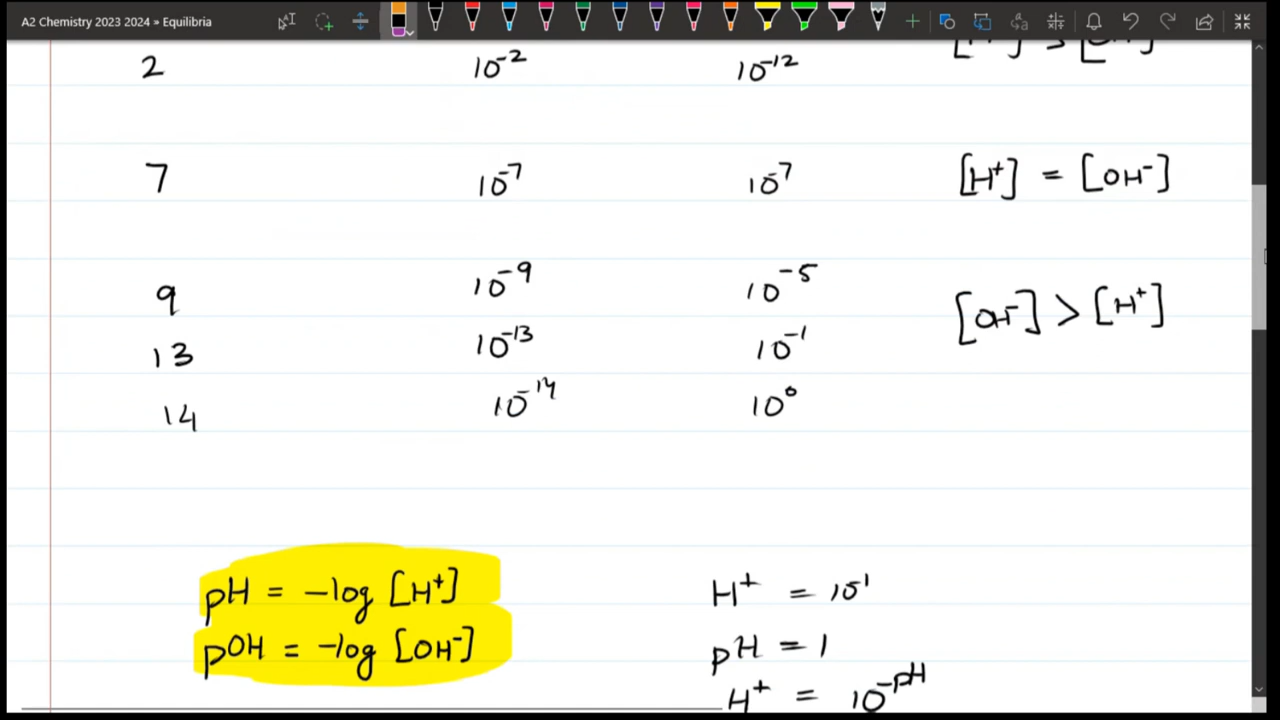 A2 Chemistry 2023 2024 » Equilibria
2 10⁻² 10⁻¹²
7 10⁻⁷ 10⁻⁷ [H⁺] = [OH⁻]
9 10⁻⁹ 10⁻⁵ [OH⁻] > [H⁺]
13 10⁻¹³ 10⁻¹
14 10⁻¹⁴ 10⁰
pH = -log [H⁺] H⁺ = 10⁻¹
pOH = -log [OH⁻] pH = 1
H⁺ = 10^-pH